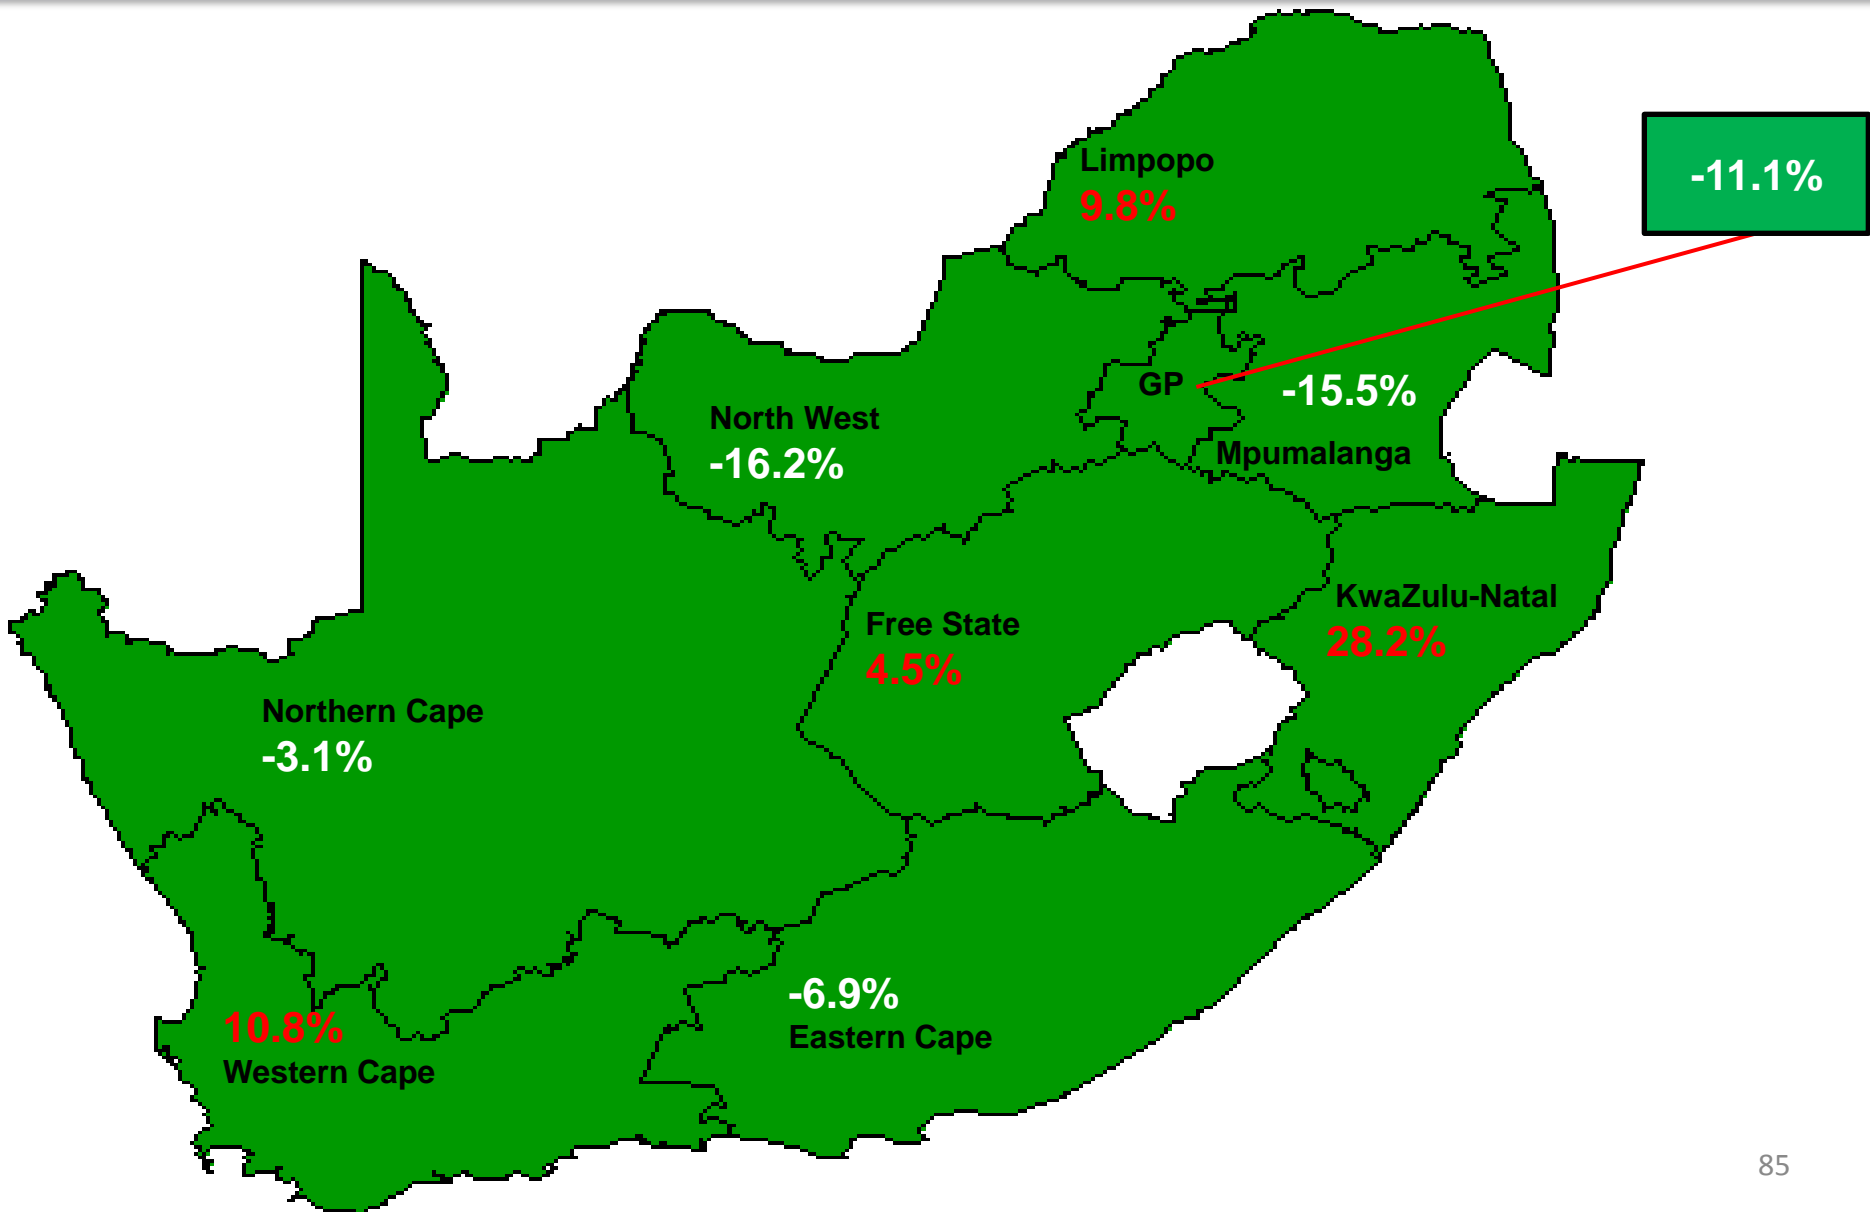 Limpopo
9.8%
-11.1%
GP
-15.5%
Mpumalanga
North West
-16.2%
KwaZulu-Natal
28.2%
Free State
4.5%
Northern Cape
-3.1%
-6.9%
Eastern Cape
10.8%
Western Cape
85